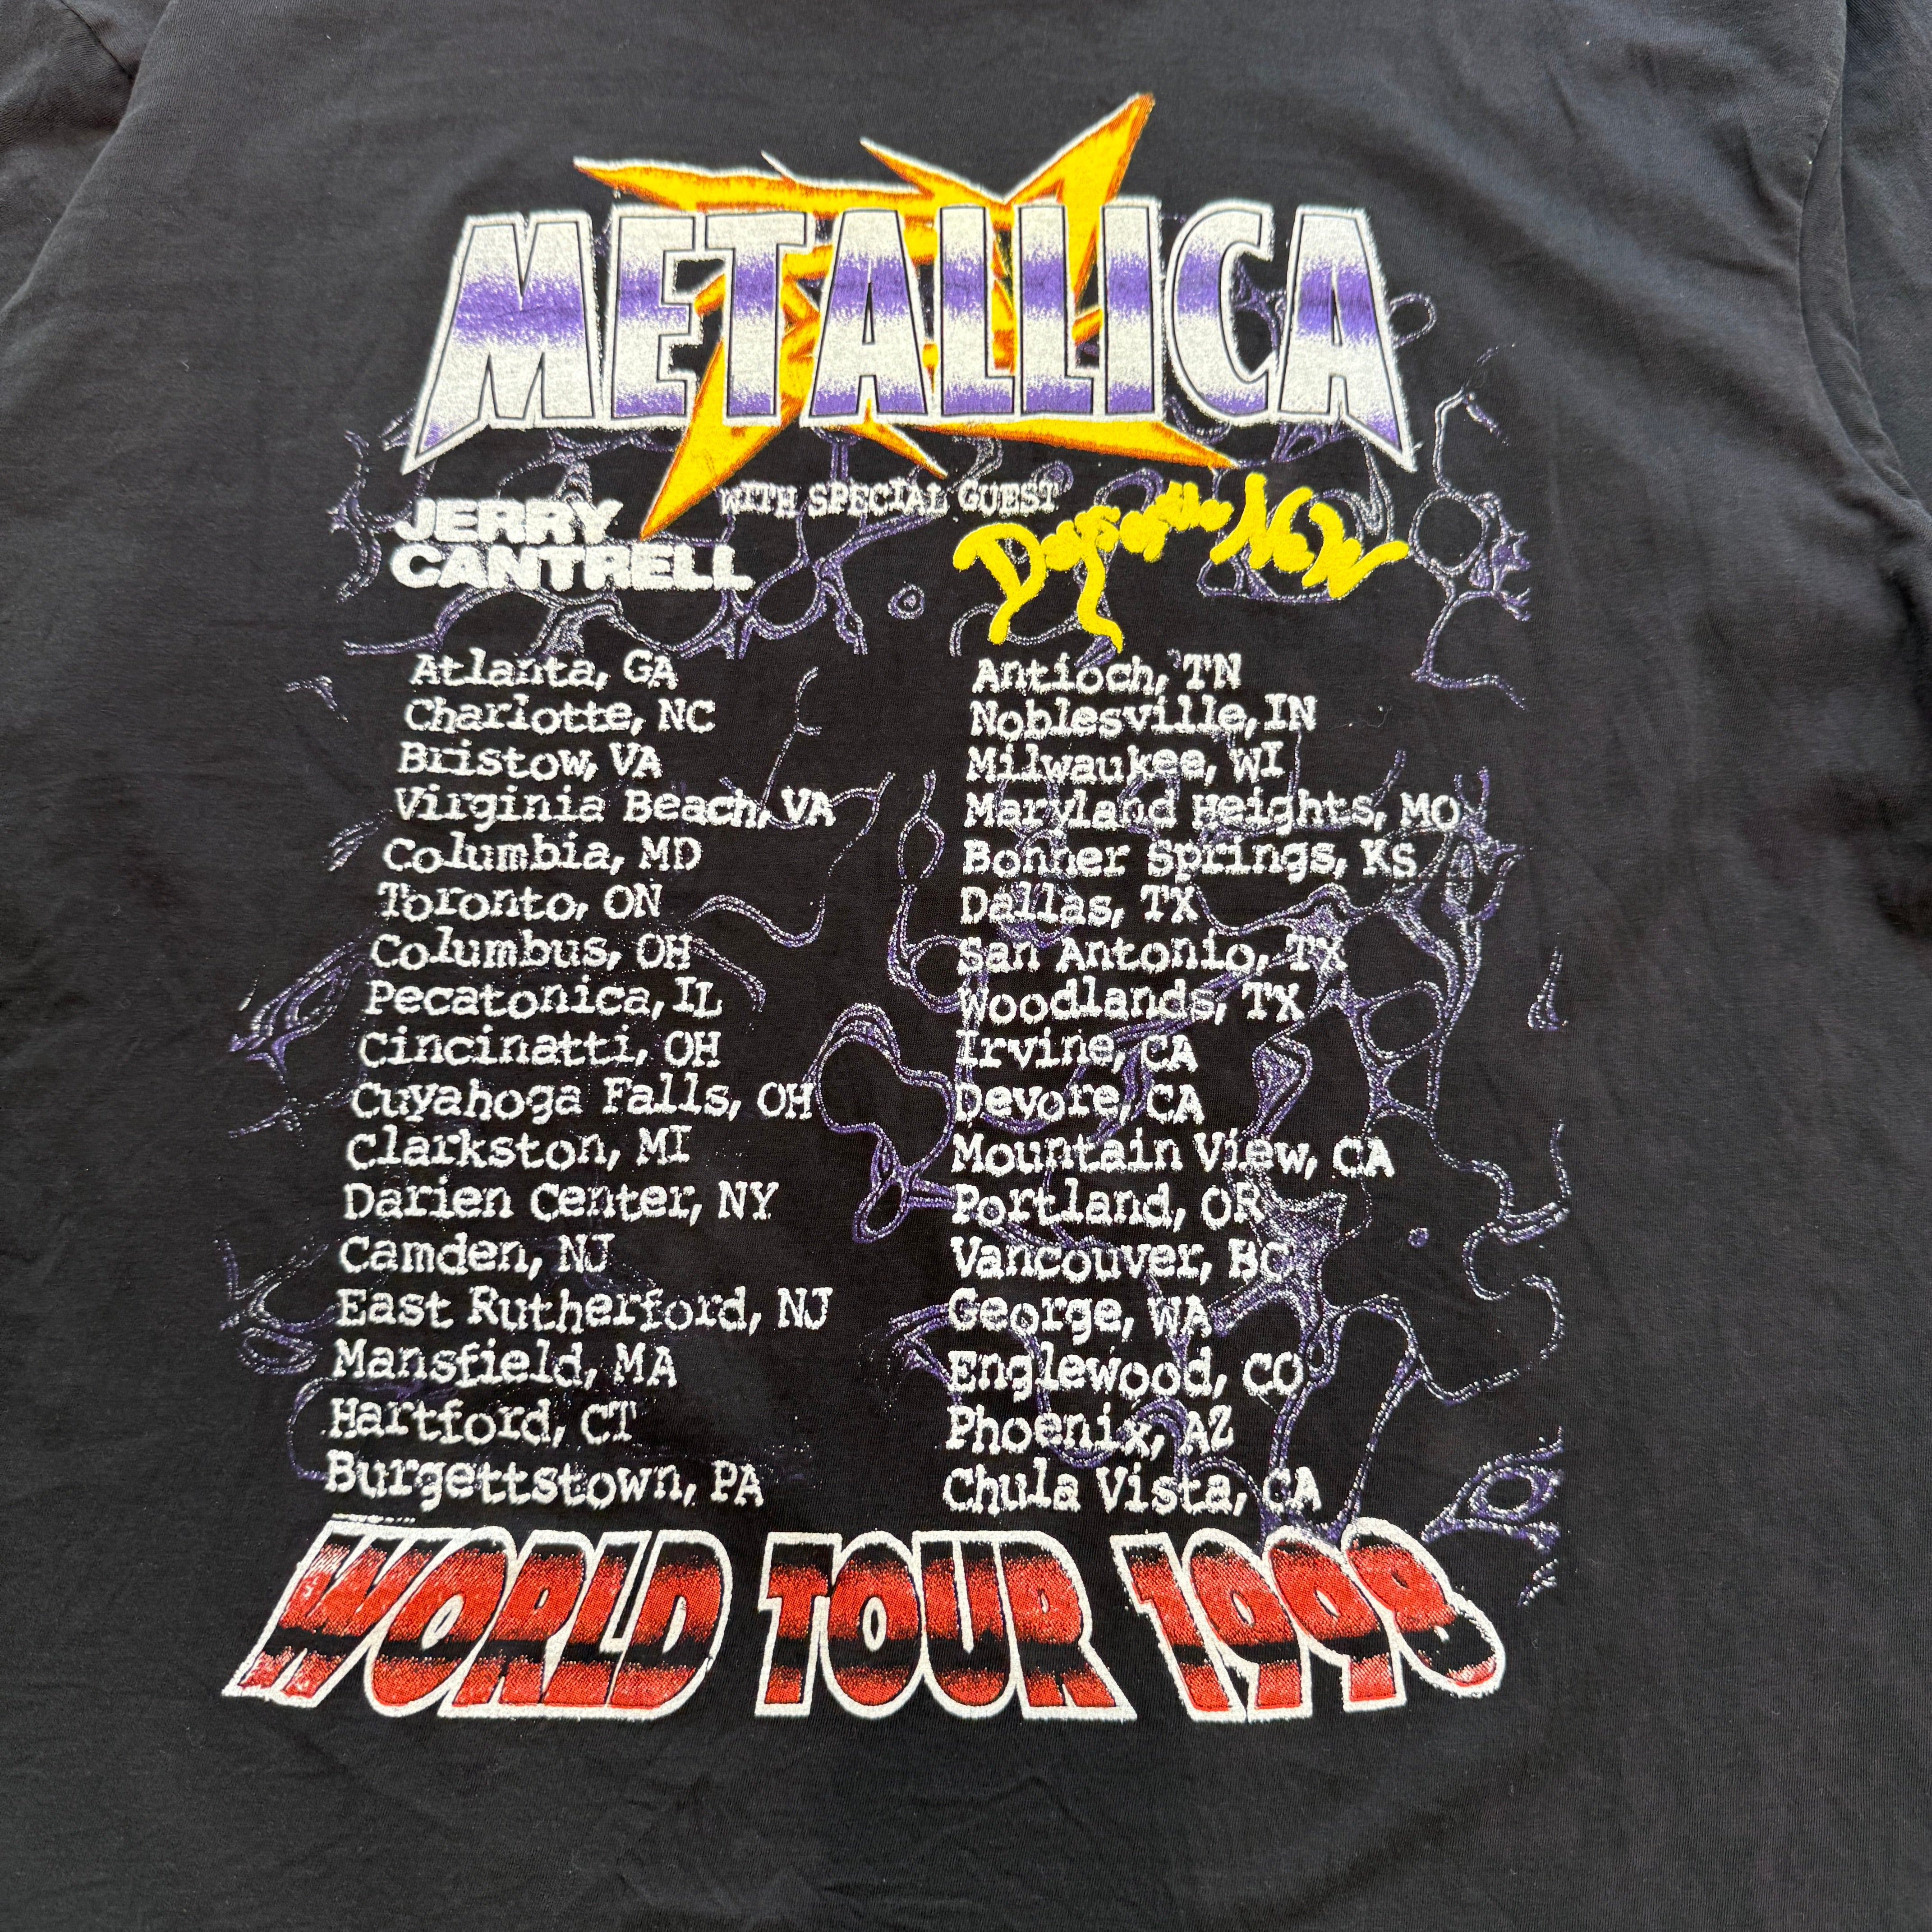 METALLICA
WITH SPECIAL GUEST
JERRY
CANTRELL
Days of the New
Atlanta, GA
Charlotte, NC
Bristow, VA
Virginia Beach, VA
Columbia, MD
Toronto, ON
Columbus, OH
Pecatonica, IL
Cincinatti, OH
Cuyahoga Falls, OH
Clarkston, MI
Darien Center, NY
Camden, NJ
East Rutherford, NJ
Mansfield, MA
Hartford, CT
Burgettstown, PA
Antioch, TN
Noblesville, IN
Milwaukee, WI
Maryland Heights, MO
Bonner Springs, KS
Dallas, TX
San Antonio, TX
Woodlands, TX
Irvine, CA
Devore, CA
Mountain View, CA
Portland, OR
Vancouver, BC
George, WA
Englewood, CO
Phoenix, AZ
Chula Vista, CA
WORLD TOUR 1998